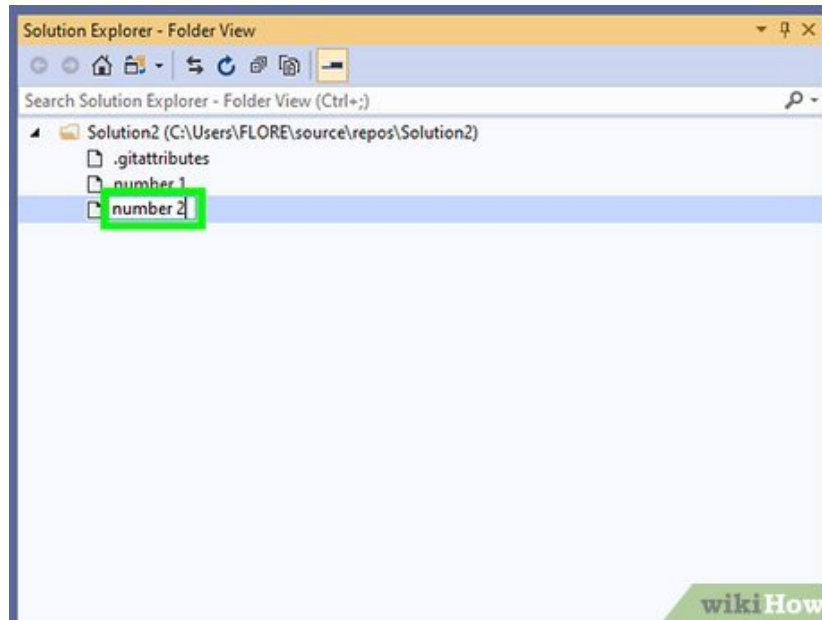 Solution Explorer - Folder View
Search Solution Explorer - Folder View (Ctrl+;)
Solution2 (C:\Users\FLORE\source\repos\Solution2)
.gitattributes
number 1
number 2
wikiHow